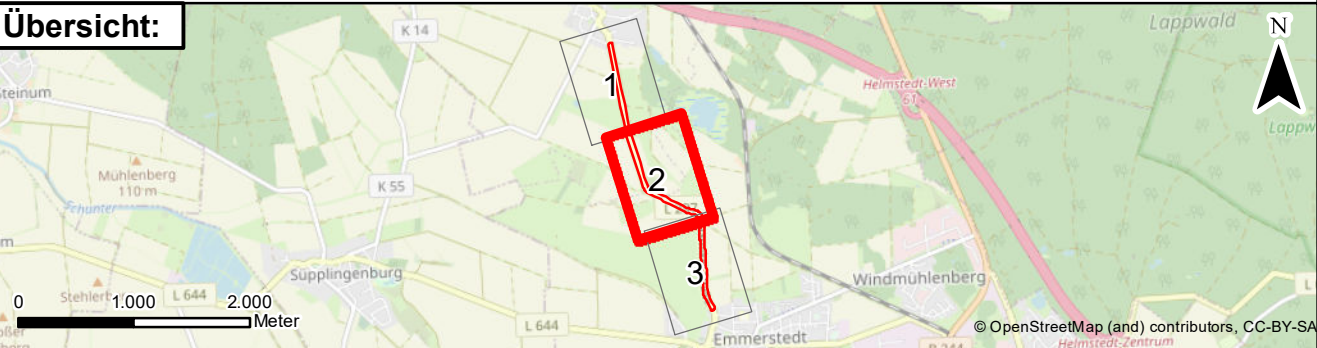 Übersicht:
K 14
Lappwald
N
Steinum
1
Helmstedt-West
61
Mühlenberg
110 m
K 55
2
Schunter
Süpplingenburg
3
Windmühlenberg
0 1.000 2.000
Meter
L 644
L 644
Emmerstedt
© OpenStreetMap (and) contributors, CC-BY-SA
Helmstedt-Zentrum